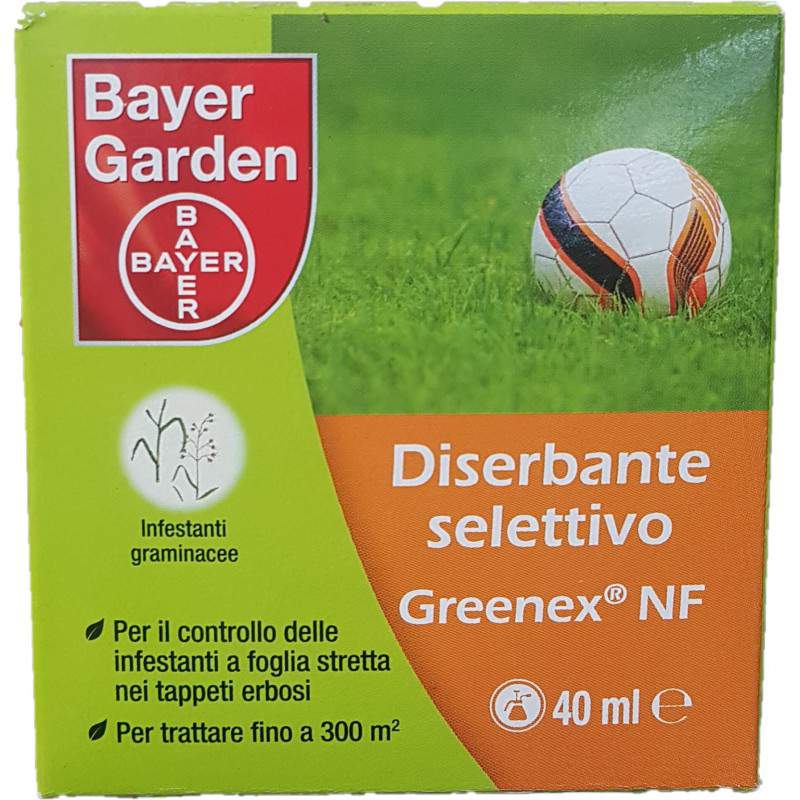 Bayer
Garden
BAYER
BAYER
Infestanti
graminacee
Diserbante
selettivo
Greenex® NF
Per il controllo delle
infestanti a foglia stretta
nei tappeti erbosi
Per trattare fino a 300 m²
40 ml ℮